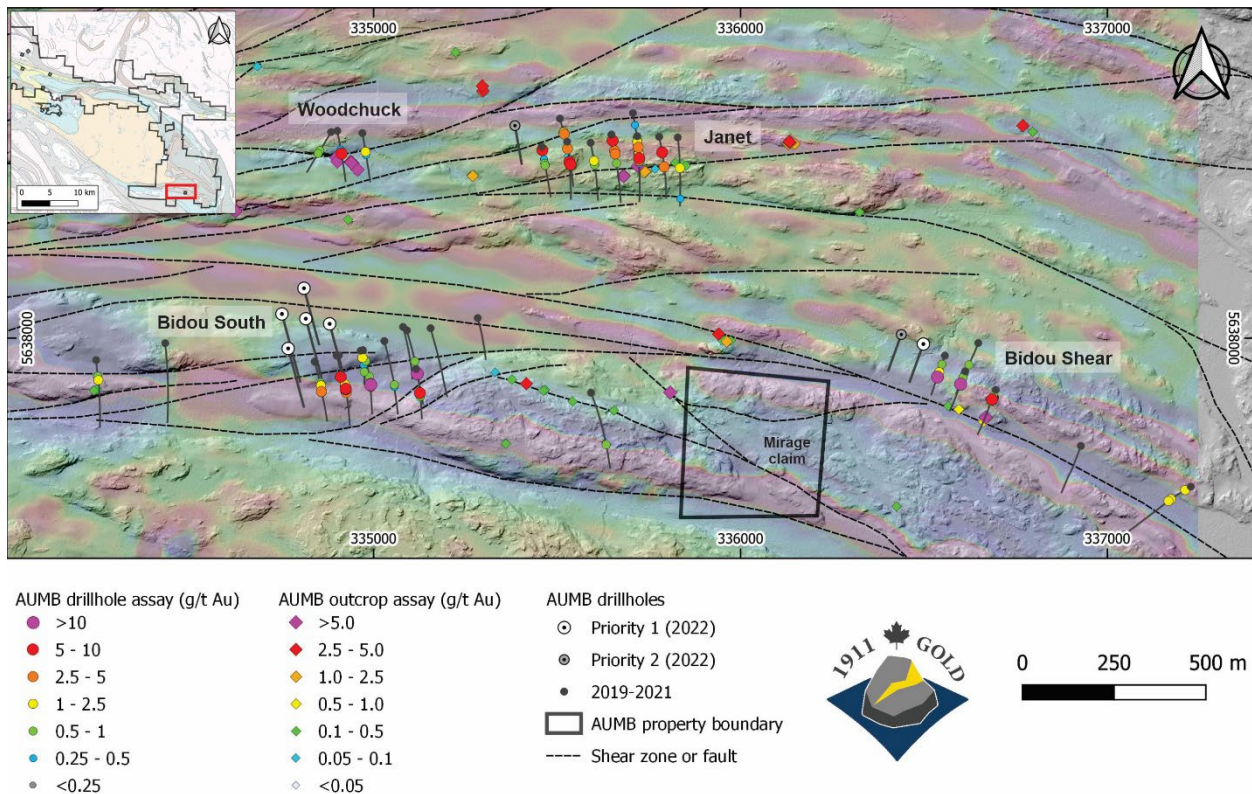 335000
336000
337000
Woodchuck
Janet
0 5 10 km
5638000
Bidou South
Bidou Shear
5638000
Mirage
claim
335000
336000
337000
AUMB drillhole assay (g/t Au)
>10
5 - 10
2.5 - 5
1 - 2.5
0.5 - 1
0.25 - 0.5
<0.25
AUMB outcrop assay (g/t Au)
>5.0
2.5 - 5.0
1.0 - 2.5
0.5 - 1.0
0.1 - 0.5
0.05 - 0.1
<0.05
AUMB drillholes
Priority 1 (2022)
Priority 2 (2022)
2019-2021
AUMB property boundary
Shear zone or fault
1911 GOLD
0 250 500 m